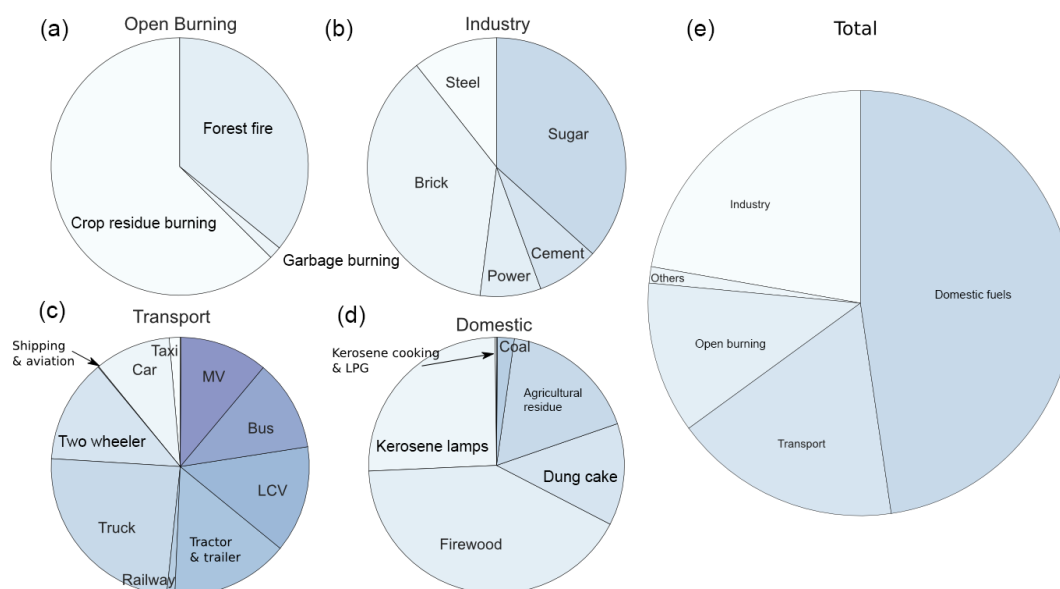 (a)
Open Burning
Forest fire
Crop residue burning
Garbage burning
(b)
Industry
Steel
Sugar
Brick
Cement
Power
(c)
Transport
Shipping
& aviation
Taxi
Car
MV
Bus
Two wheeler
LCV
Truck
Tractor
& trailer
Railway
(d)
Domestic
Kerosene cooking
& LPG
Coal
Agricultural
residue
Kerosene lamps
Dung cake
Firewood
(e)
Total
Industry
Others
Domestic fuels
Open burning
Transport